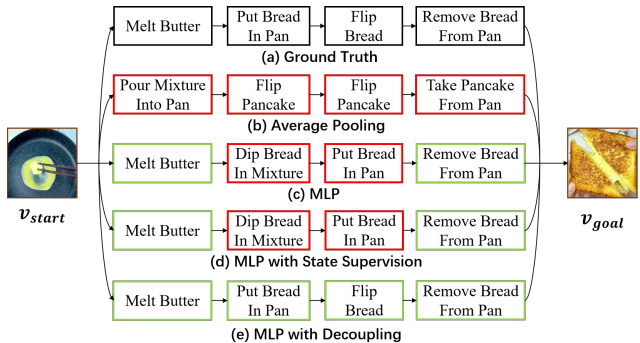 Melt Butter
Put Bread
In Pan
Flip
Bread
Remove Bread
From Pan
(a) Ground Truth
Pour Mixture
Into Pan
Flip
Pancake
Flip
Pancake
Take Pancake
From Pan
(b) Average Pooling
Melt Butter
Dip Bread
In Mixture
Put Bread
In Pan
Remove Bread
From Pan
(c) MLP
v_start
v_goal
Melt Butter
Dip Bread
In Mixture
Put Bread
In Pan
Remove Bread
From Pan
(d) MLP with State Supervision
Melt Butter
Put Bread
In Pan
Flip
Bread
Remove Bread
From Pan
(e) MLP with Decoupling